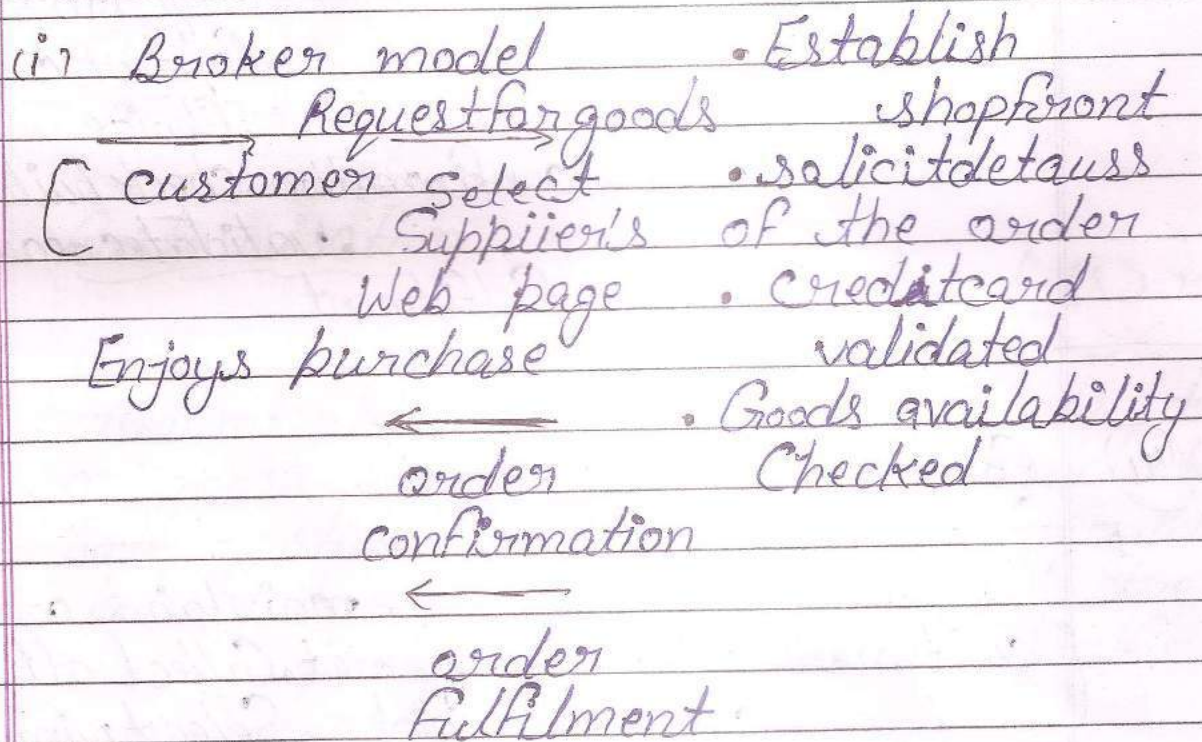 (i) Broker model • Establish
Request for goods shopfront
Customer Select • salicitdetauss
Suppiier's of the order
Web page • creditcard
Enjoys purchase validated
• Goods availability
order Checked
confirmation
order
fulfilment